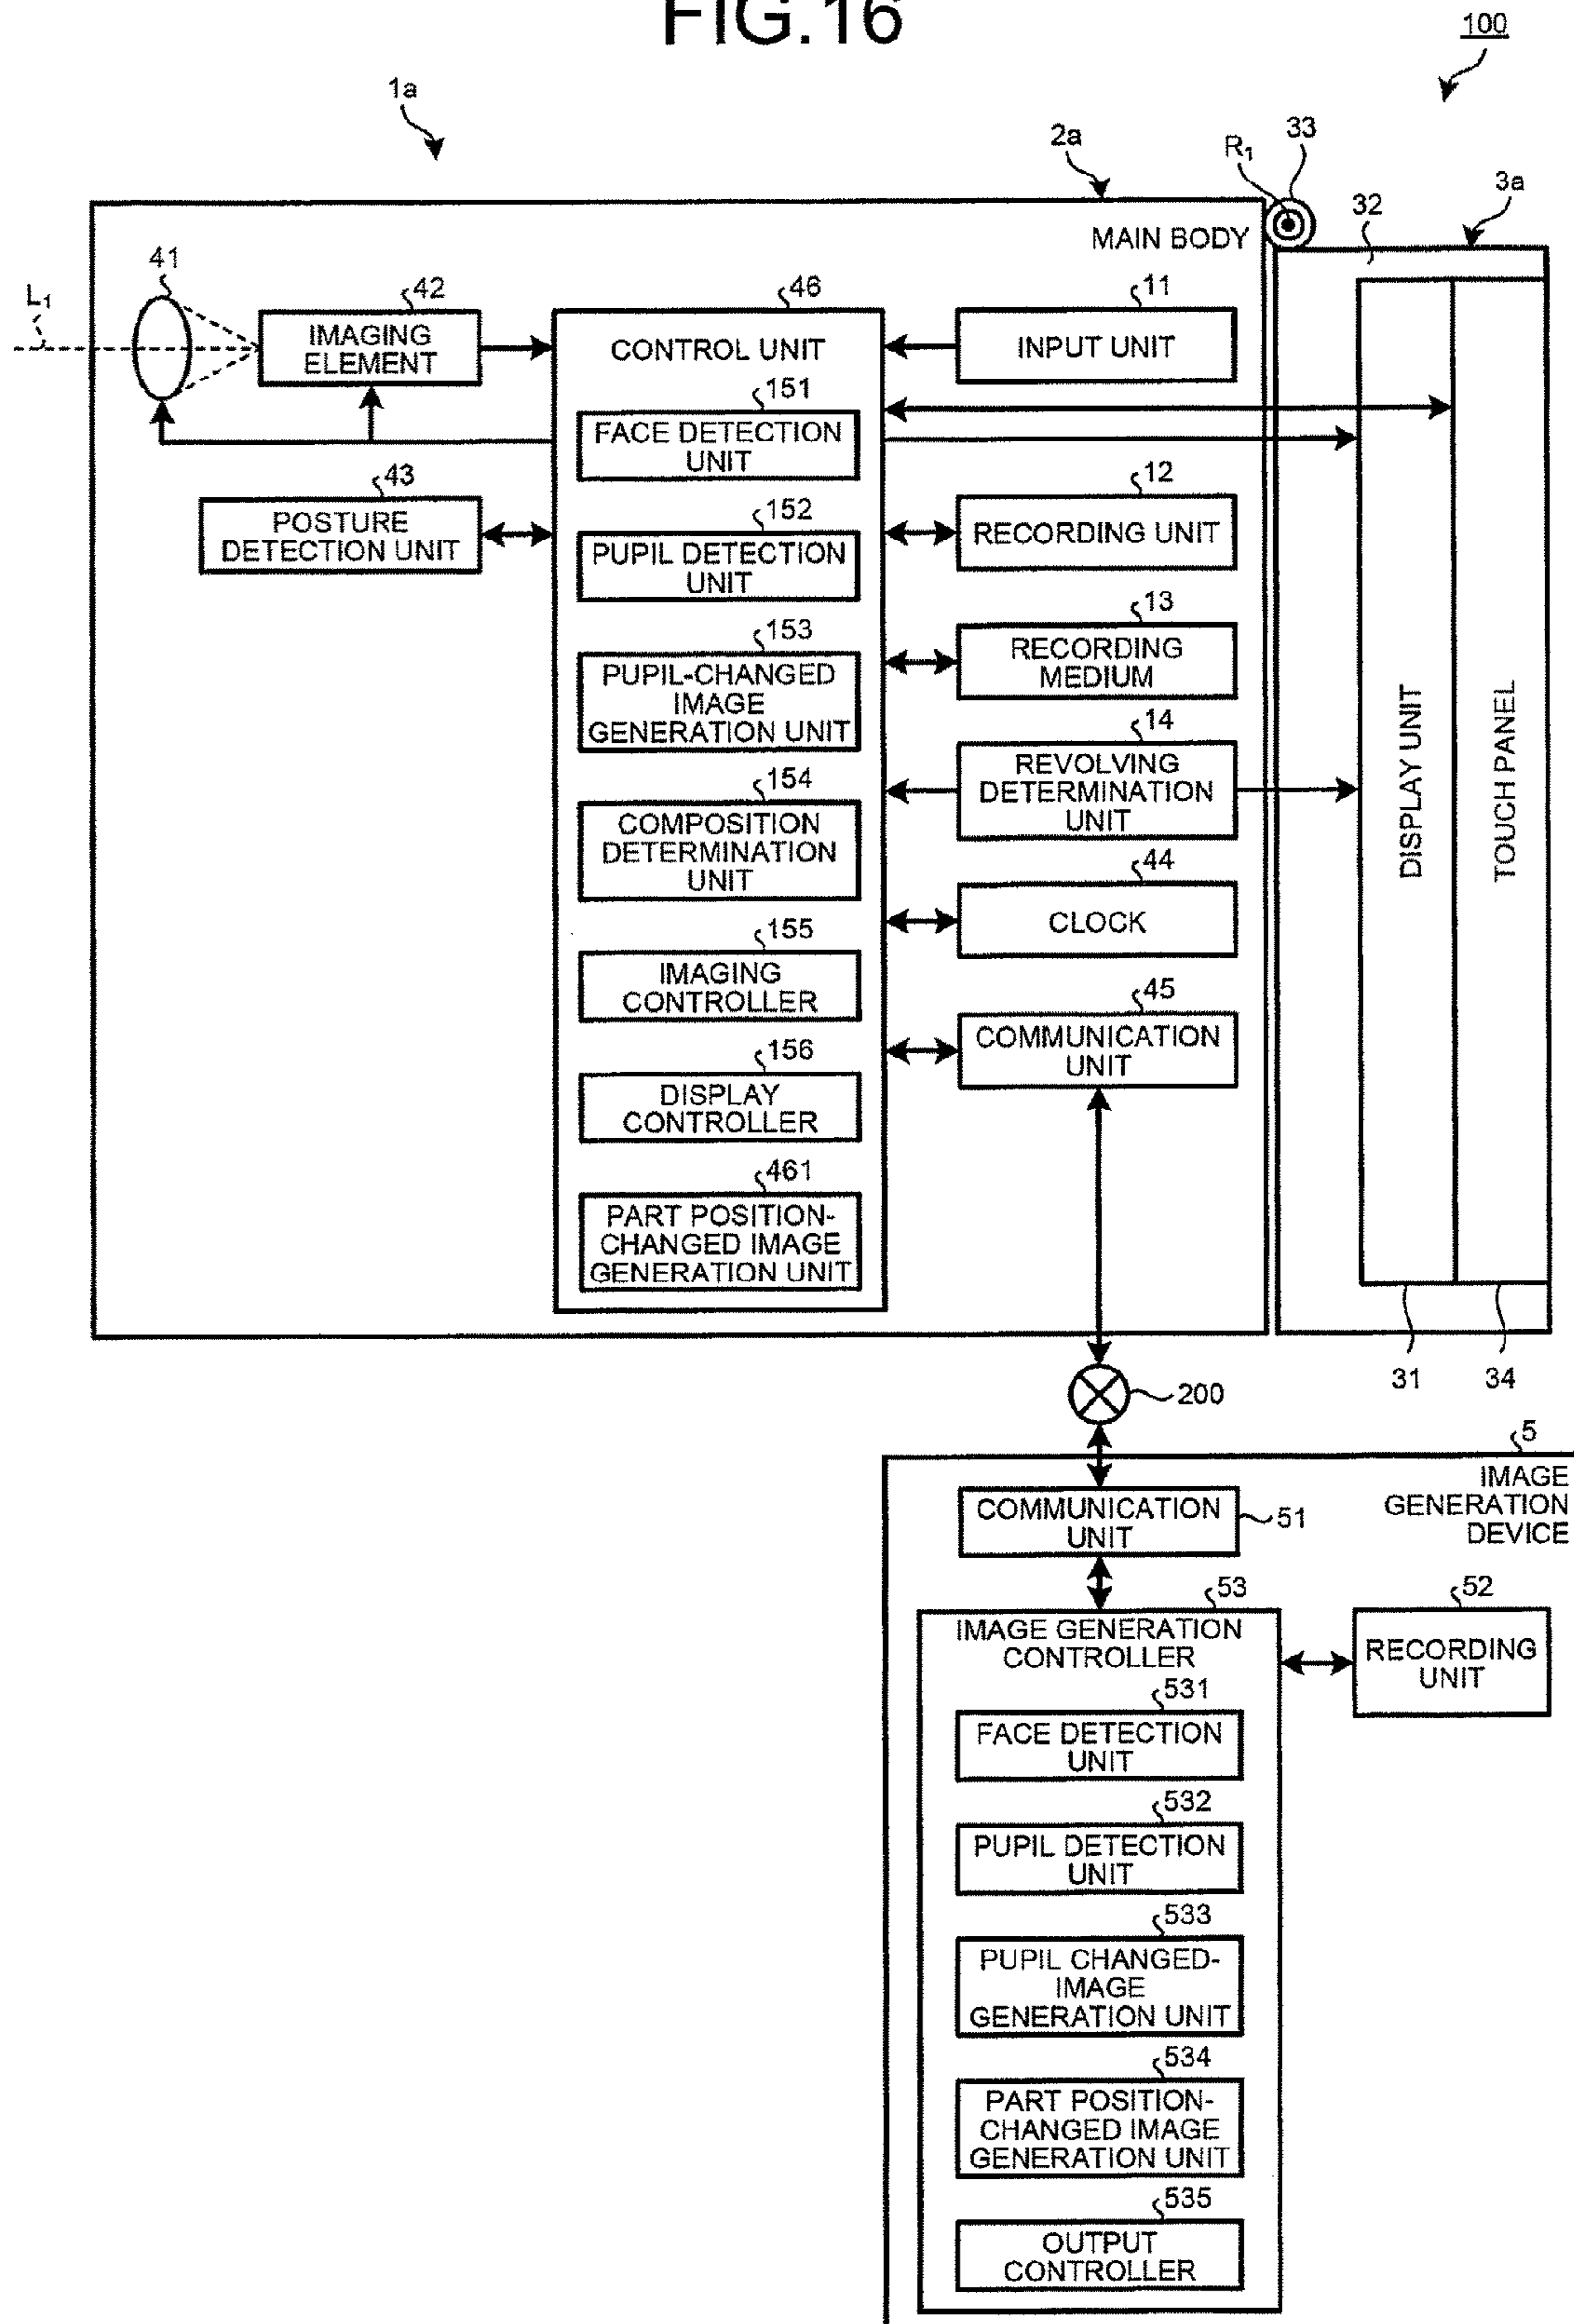 FIG.16
100
1a
2a
R1
33
3a
32
MAIN BODY
41
L1
42
IMAGING
ELEMENT
46
CONTROL UNIT
11
INPUT UNIT
151
FACE DETECTION
UNIT
43
POSTURE
DETECTION UNIT
12
RECORDING UNIT
152
PUPIL DETECTION
UNIT
13
RECORDING
MEDIUM
153
PUPIL-CHANGED
IMAGE
GENERATION UNIT
14
REVOLVING
DETERMINATION
UNIT
DISPLAY UNIT
TOUCH PANEL
154
COMPOSITION
DETERMINATION
UNIT
44
CLOCK
155
IMAGING
CONTROLLER
45
COMMUNICATION
UNIT
156
DISPLAY
CONTROLLER
461
PART POSITION-
CHANGED IMAGE
GENERATION UNIT
31
34
200
5
IMAGE
GENERATION
DEVICE
COMMUNICATION
UNIT
51
53
IMAGE GENERATION
CONTROLLER
52
RECORDING
UNIT
531
FACE DETECTION
UNIT
532
PUPIL DETECTION
UNIT
533
PUPIL CHANGED-
IMAGE
GENERATION UNIT
534
PART POSITION-
CHANGED IMAGE
GENERATION UNIT
535
OUTPUT
CONTROLLER